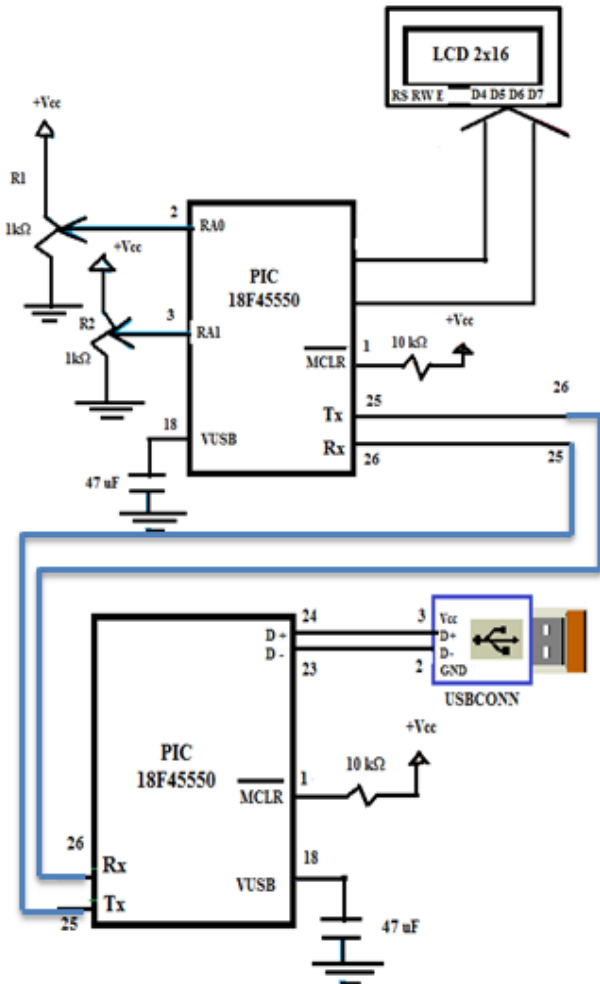 LCD 2x16
RS RW E D4 D5 D6 D7
+Vcc
R1
1kΩ
2
RA0
+Vcc
R2
1kΩ
3
RA1
PIC
18F45550
+Vcc
10 kΩ
1
MCLR
Tx
25
26
Rx
26
25
18
VUSB
47 uF
24
D +
D -
23
3
Vcc
D+
D-
2
GND
USBCONN
+Vcc
PIC
18F45550
10 kΩ
1
MCLR
26
Rx
18
VUSB
Tx
25
47 uF